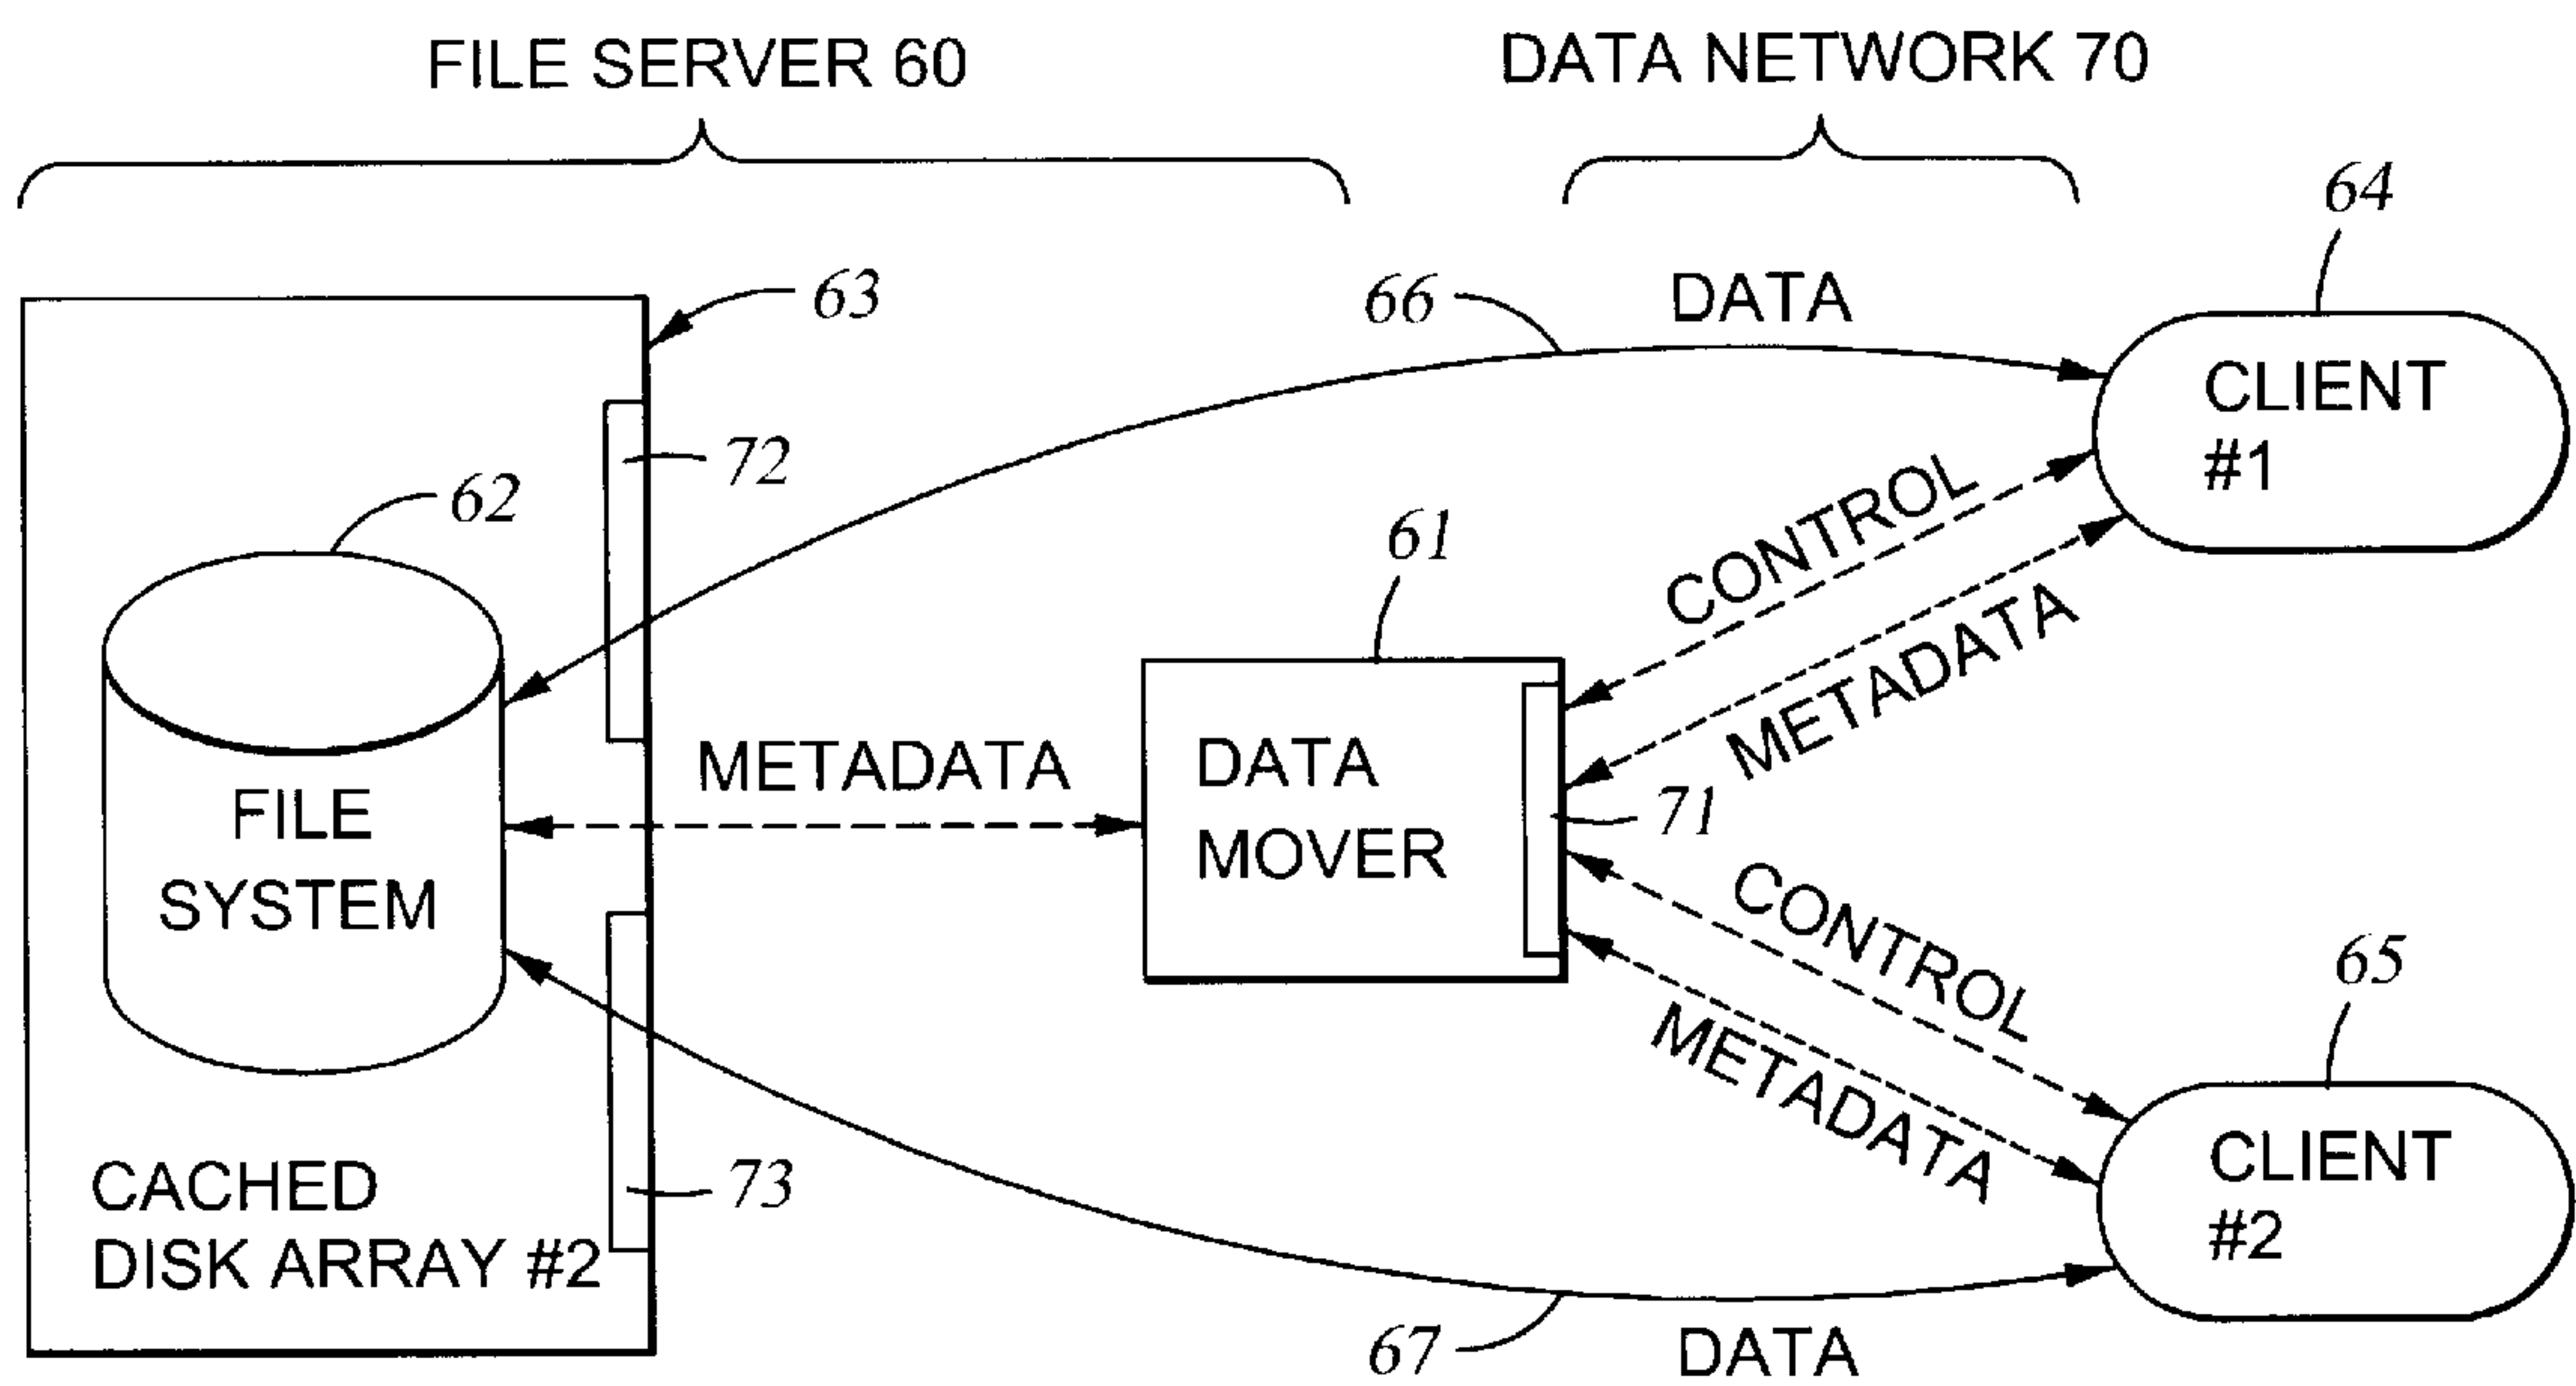 FILE SERVER 60
DATA NETWORK 70
64
63
66
DATA
CLIENT
#1
72
62
CONTROL
61
METADATA
METADATA
DATA
MOVER
71
FILE
SYSTEM
CONTROL
65
METADATA
CACHED
DISK ARRAY #2
73
CLIENT
#2
67
DATA